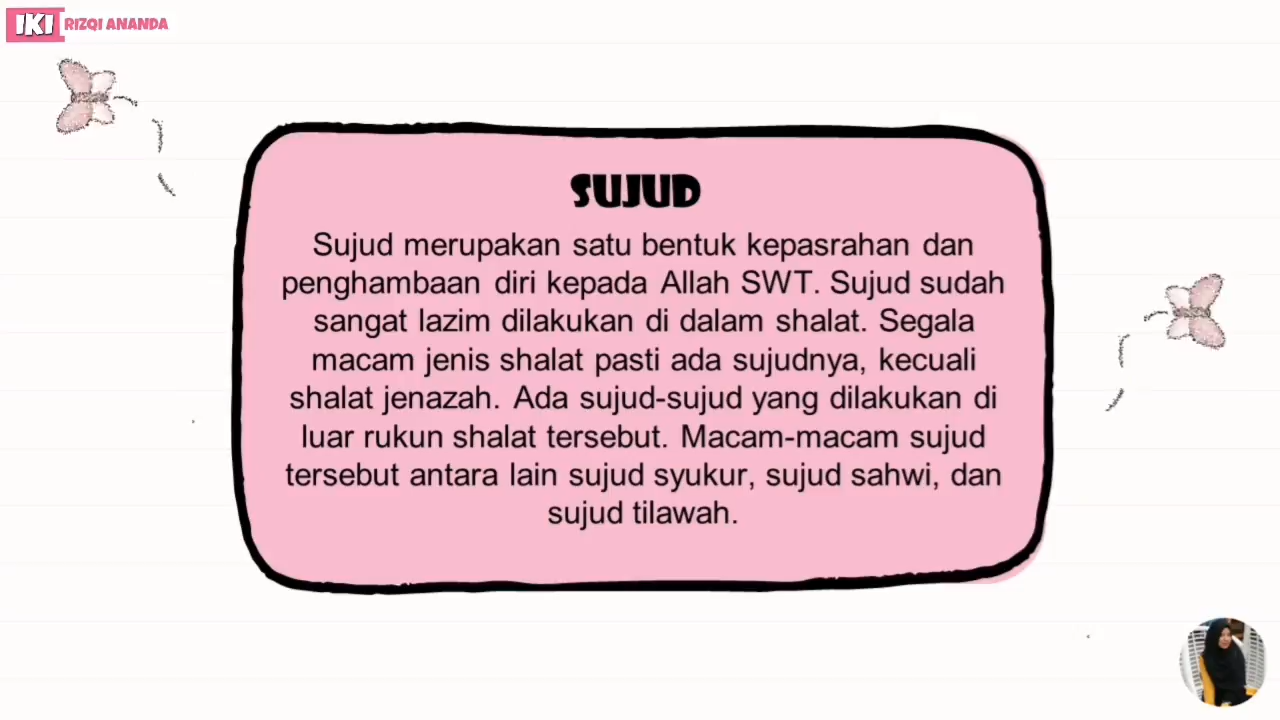 IKI RIZQI ANANDA
SUJUD
Sujud merupakan satu bentuk kepasrahan dan
penghambaan diri kepada Allah SWT. Sujud sudah
sangat lazim dilakukan di dalam shalat. Segala
macam jenis shalat pasti ada sujudnya, kecuali
shalat jenazah. Ada sujud-sujud yang dilakukan di
luar rukun shalat tersebut. Macam-macam sujud
tersebut antara lain sujud syukur, sujud sahwi, dan
sujud tilawah.